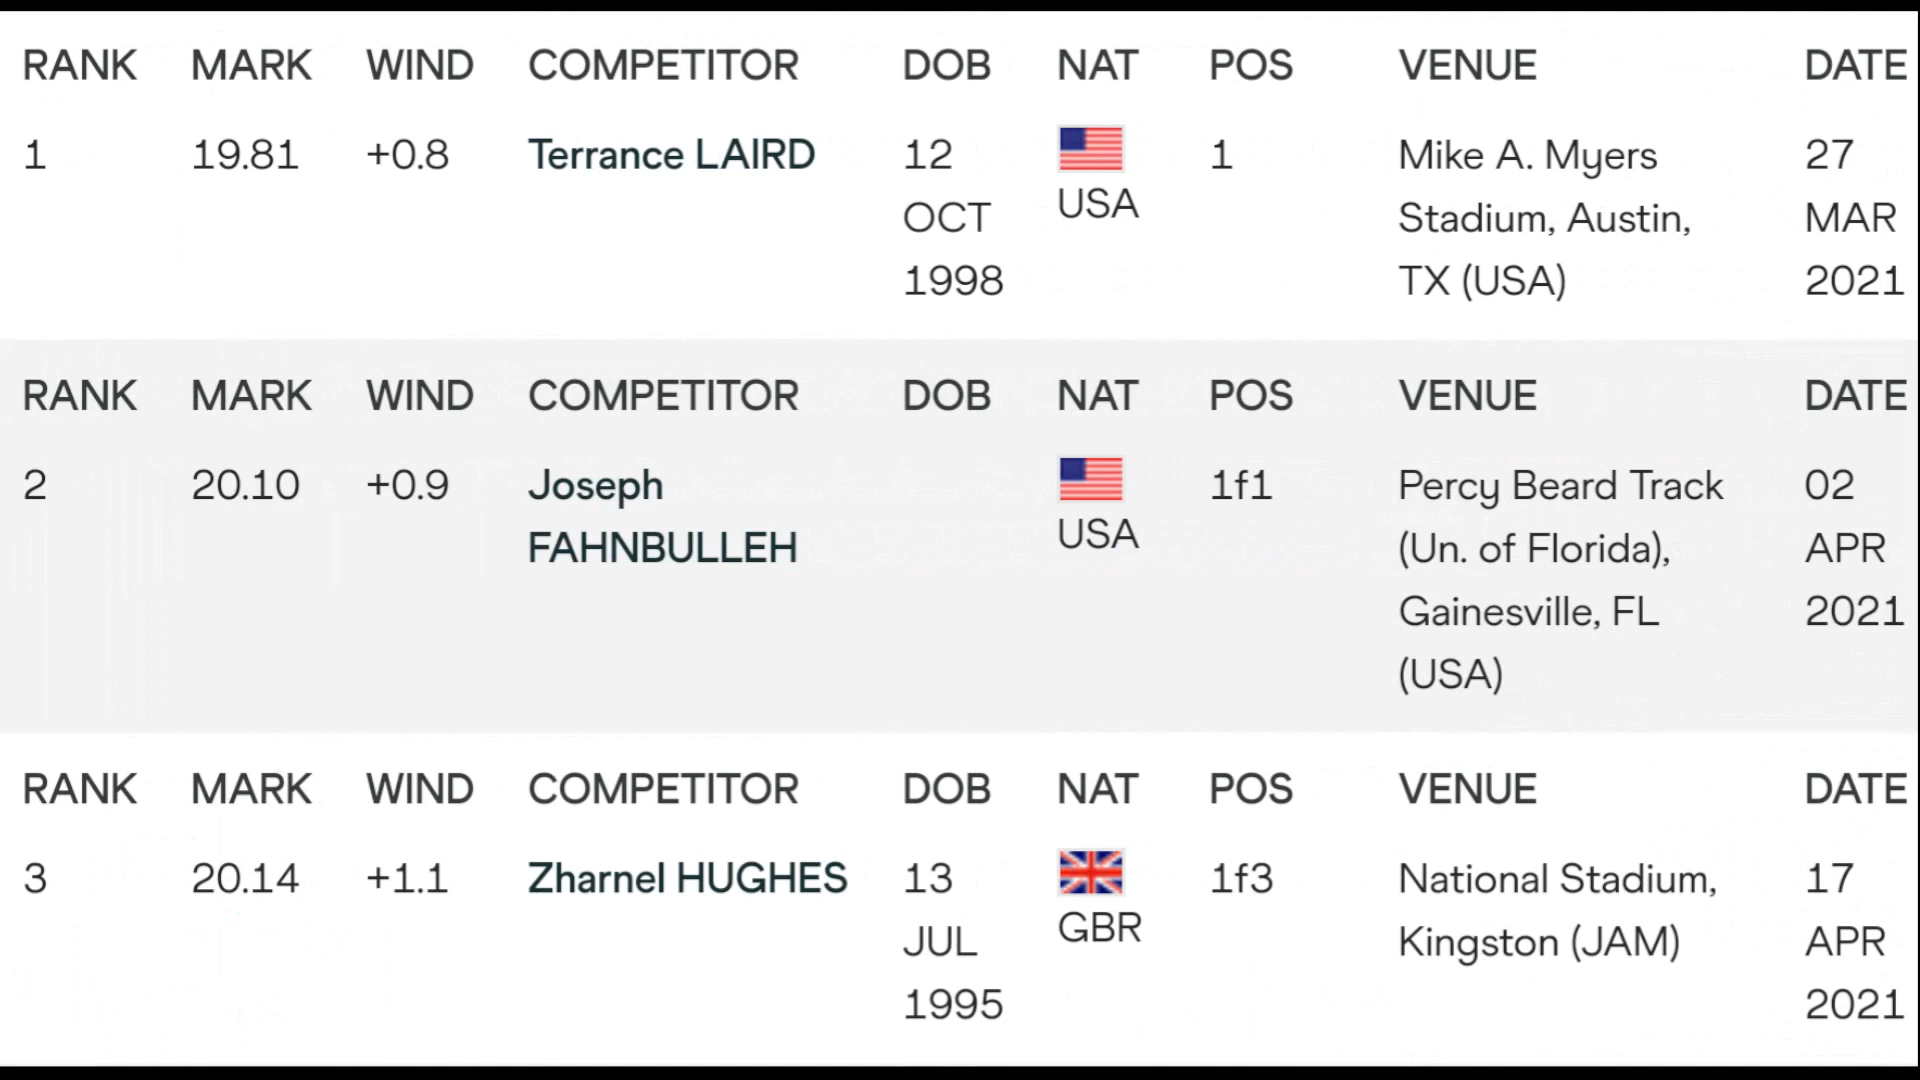 RANK MARK WIND COMPETITOR DOB NAT POS VENUE DATE
1 19.81 +0.8 Terrance LAIRD 12 1 Mike A. Myers 27
OCT USA Stadium, Austin, MAR
1998 TX (USA) 2021
RANK MARK WIND COMPETITOR DOB NAT POS VENUE DATE
2 20.10 +0.9 Joseph 1f1 Percy Beard Track 02
FAHNBULLEH USA (Un. of Florida), APR
Gainesville, FL 2021
(USA)
RANK MARK WIND COMPETITOR DOB NAT POS VENUE DATE
3 20.14 +1.1 Zharnel HUGHES 13 1f3 National Stadium, 17
JUL GBR Kingston (JAM) APR
1995 2021